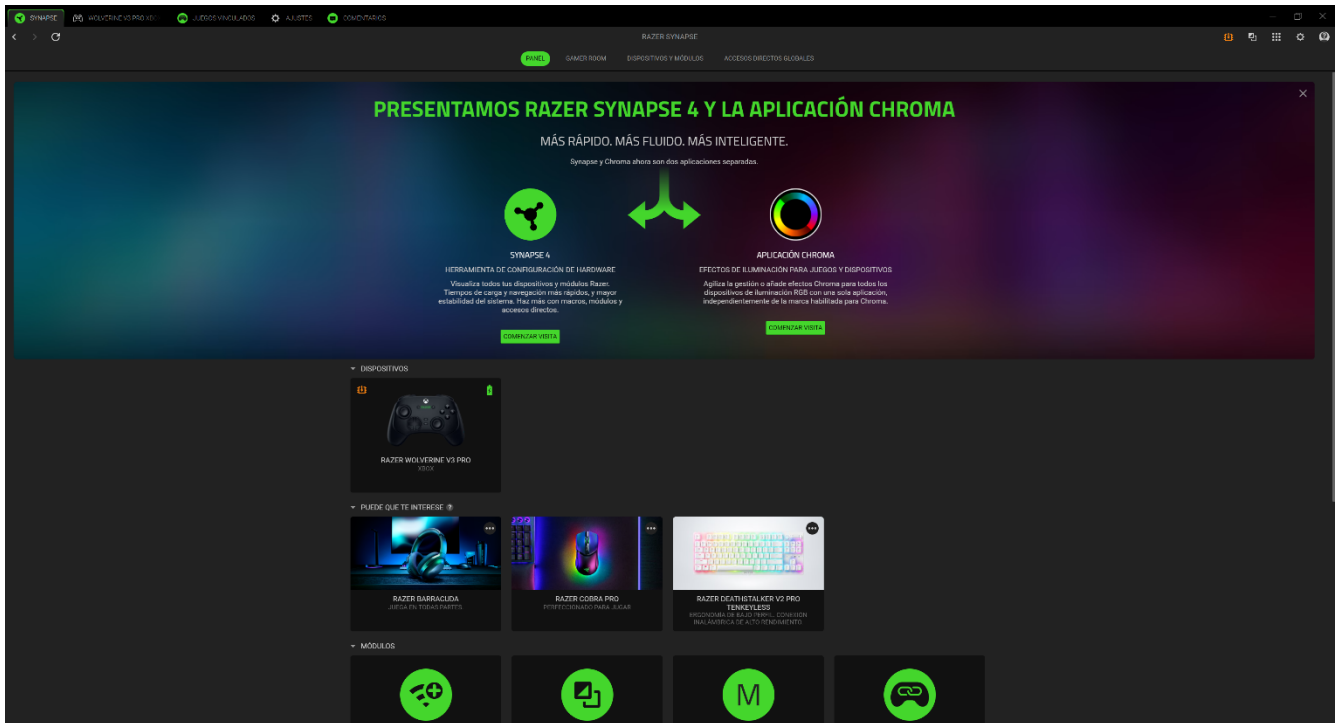 SYNAPSE
WOLVERINE V3 PRO XBO
JUEGOS VINCULADOS
AJUSTES
COMENTARIOS
RAZER SYNAPSE
PANEL
GAMER ROOM
DISPOSITIVOS Y MÓDULOS
ACCESOS DIRECTOS GLOBALES
PRESENTAMOS RAZER SYNAPSE 4 Y LA APLICACIÓN CHROMA
MÁS RÁPIDO. MÁS FLUIDO. MÁS INTELIGENTE.
Synapse y Chroma ahora son dos aplicaciones separadas.
SYNAPSE 4
HERRAMIENTA DE CONFIGURACIÓN DE HARDWARE
Visualiza todos tus dispositivos y módulos Razer.
Tiempos de carga y navegación más rápidos, y mayor
estabilidad del sistema. Haz más con macros, módulos y
accesos directos.
COMENZAR VISITA
APLICACIÓN CHROMA
EFECTOS DE ILUMINACIÓN PARA JUEGOS Y DISPOSITIVOS
Agiliza la gestión o añade efectos Chroma para todos los
dispositivos de iluminación RGB con una sola aplicación,
independientemente de la marca habilitada para Chroma.
COMENZAR VISITA
DISPOSITIVOS
RAZER WOLVERINE V3 PRO
XBOX
PUEDE QUE TE INTERESE
RAZER BARRACUDA
JUEGA EN TODAS PARTES
RAZER COBRA PRO
PERFECCIONADO PARA JUGAR
RAZER DEATHSTALKER V2 PRO
TENKEYLESS
ERGONOMÍA DE BAJO PERFIL. CONEXIÓN
INALÁMBRICA DE ALTO RENDIMIENTO
MÓDULOS
M